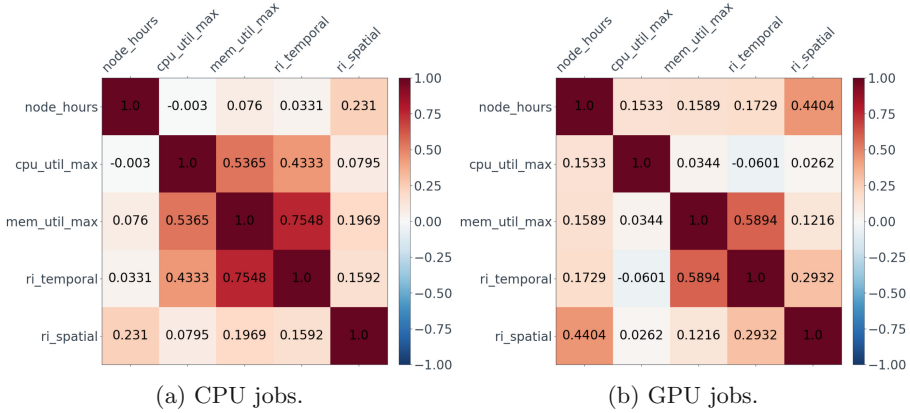 node_hours cpu_util_max mem_util_max ri_temporal ri_spatial
node_hours 1.0 -0.003 0.076 0.0331 0.231
cpu_util_max -0.003 1.0 0.5365 0.4333 0.0795
mem_util_max 0.076 0.5365 1.0 0.7548 0.1969
ri_temporal 0.0331 0.4333 0.7548 1.0 0.1592
ri_spatial 0.231 0.0795 0.1969 0.1592 1.0
1.00
0.75
0.50
0.25
0.00
−0.25
−0.50
−0.75
−1.00
(a) CPU jobs.
node_hours cpu_util_max mem_util_max ri_temporal ri_spatial
node_hours 1.0 0.1533 0.1589 0.1729 0.4404
cpu_util_max 0.1533 1.0 0.0344 -0.0601 0.0262
mem_util_max 0.1589 0.0344 1.0 0.5894 0.1216
ri_temporal 0.1729 -0.0601 0.5894 1.0 0.2932
ri_spatial 0.4404 0.0262 0.1216 0.2932 1.0
1.00
0.75
0.50
0.25
0.00
−0.25
−0.50
−0.75
−1.00
(b) GPU jobs.